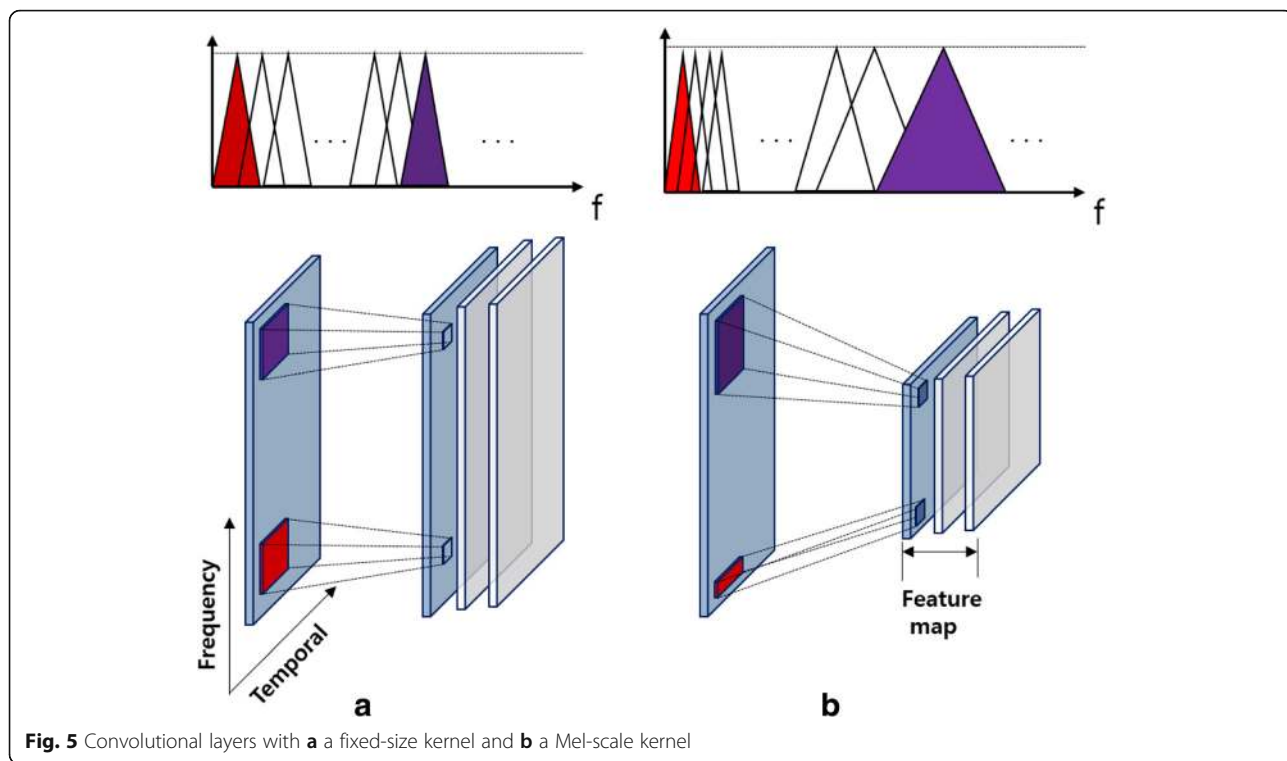 . . .
. . .
f
. . .
. . .
f
Frequency
Temporal
Feature
map
a
b
Fig. 5 Convolutional layers with a a fixed-size kernel and b a Mel-scale kernel